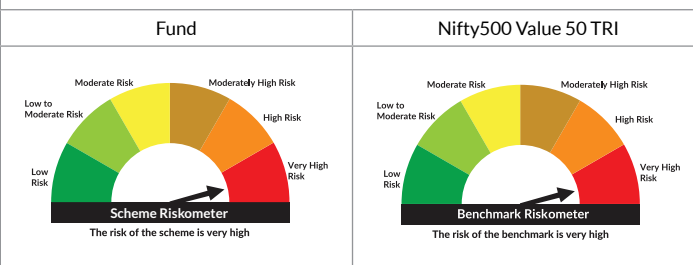 Fund
Nifty500 Value 50 TRI
Moderate Risk
Moderately High Risk
Low to
Moderate Risk
High Risk
Low
Risk
Very High
Risk
Scheme Riskometer
The risk of the scheme is very high
Moderate Risk
Moderately High Risk
Low to
Moderate Risk
High Risk
Low
Risk
Very High
Risk
Benchmark Riskometer
The risk of the benchmark is very high